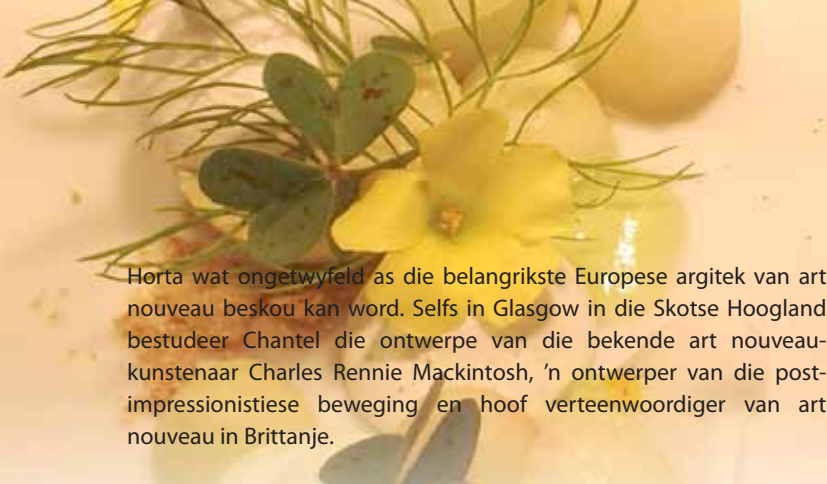 Horta wat ongetwyfeld as die belangrikste Europese argitek van art
nouveau beskou kan word. Selfs in Glasgow in die Skotse Hoogland
bestudeer Chantel die ontwerpe van die bekende art nouveau-
kunstenaar Charles Rennie Mackintosh, 'n ontwerper van die post-
impressionistiese beweging en hoof verteenwoordiger van art
nouveau in Brittanje.